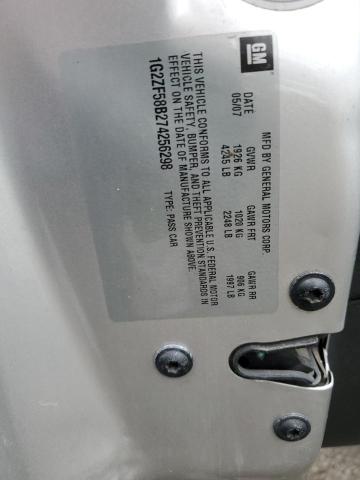 GM
MFD BY GENERAL MOTORS CORP.
DATE GVWR GAWR FRT GAWR RR
05/07 1926 KG 1020 KG 906 KG
4245 LB 2248 LB 1997 LB
THIS VEHICLE CONFORMS TO ALL APPLICABLE U.S. FEDERAL MOTOR
VEHICLE SAFETY, BUMPER, AND THEFT PREVENTION STANDARDS IN
EFFECT ON THE DATE OF MANUFACTURE SHOWN ABOVE.
1G2ZF58B274256298 TYPE: PASS CAR